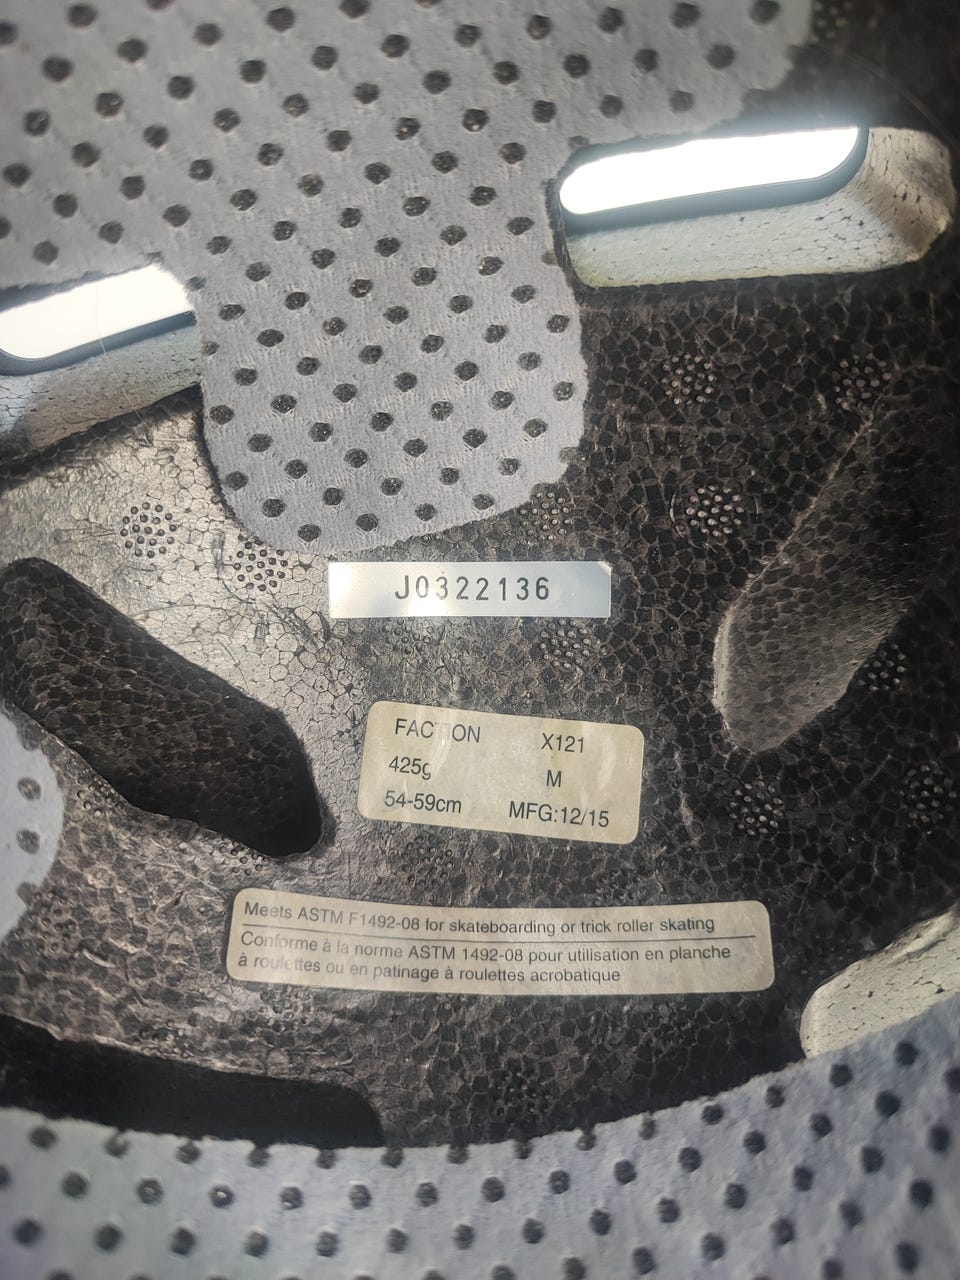 J0322136
FACTION X121
425g M
54-59cm MFG:12/15
Meets ASTM F1492-08 for skateboarding or trick roller skating
Conforme à la norme ASTM 1492-08 pour utilisation en planche
à roulettes ou en patinage à roulettes acrobatique